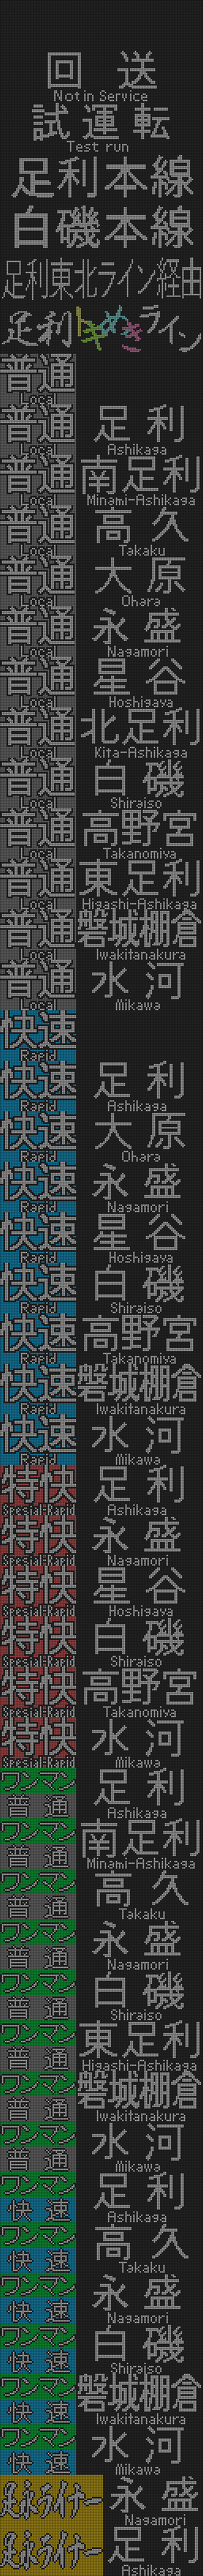 回送
Not in Service
試運転
Test run
足利本線
白磯本線
足利東北ライン経由
足利ときめきライン
普通
Local
普通 足利
Local Ashikaga
普通 南足利
Local Minami-Ashikaga
普通 高久
Local Takaku
普通 大原
Local Ohara
普通 永盛
Local Nagamori
普通 星谷
Local Hoshigaya
普通 北足利
Local Kita-Ashikaga
普通 白磯
Local Shiraiso
普通 高野宮
Local Takanomiya
普通 東足利
Local Higashi-Ashikaga
普通 磐城棚倉
Local Iwakitanakura
普通 水河
Local Mikawa
快速
Rapid
快速 足利
Rapid Ashikaga
快速 大原
Rapid Ohara
快速 永盛
Rapid Nagamori
快速 星谷
Rapid Hoshigaya
快速 白磯
Rapid Shiraiso
快速 高野宮
Rapid Takanomiya
快速 磐城棚倉
Rapid Iwakitanakura
快速 水河
Rapid Mikawa
特快 足利
Spesial-Rapid Ashikaga
特快 永盛
Spesial-Rapid Nagamori
特快 星谷
Spesial-Rapid Hoshigaya
特快 白磯
Spesial-Rapid Shiraiso
特快 高野宮
Spesial-Rapid Takanomiya
特快 水河
Spesial-Rapid Mikawa
ワンマン 足利
普通 Ashikaga
ワンマン 南足利
普通 Minami-Ashikaga
ワンマン 高久
普通 Takaku
ワンマン 永盛
普通 Nagamori
ワンマン 白磯
普通 Shiraiso
ワンマン 東足利
普通 Higashi-Ashikaga
ワンマン 磐城棚倉
普通 Iwakitanakura
ワンマン 水河
普通 Mikawa
ワンマン 足利
快速 Ashikaga
ワンマン 高久
快速 Takaku
ワンマン 永盛
快速 Nagamori
ワンマン 白磯
快速 Shiraiso
ワンマン 磐城棚倉
快速 Iwakitanakura
ワンマン 水河
快速 Mikawa
足永ライナー 永盛
Nagamori
足永ライナー 足利
Ashikaga